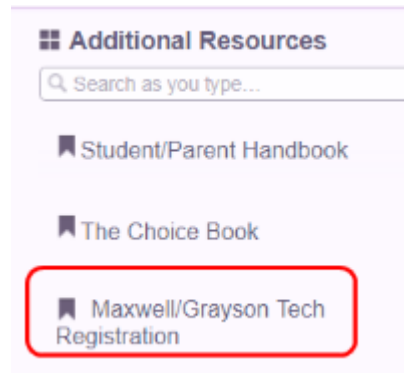 Additional Resources
Search as you type...
Student/Parent Handbook
The Choice Book
Maxwell/Grayson Tech
Registration